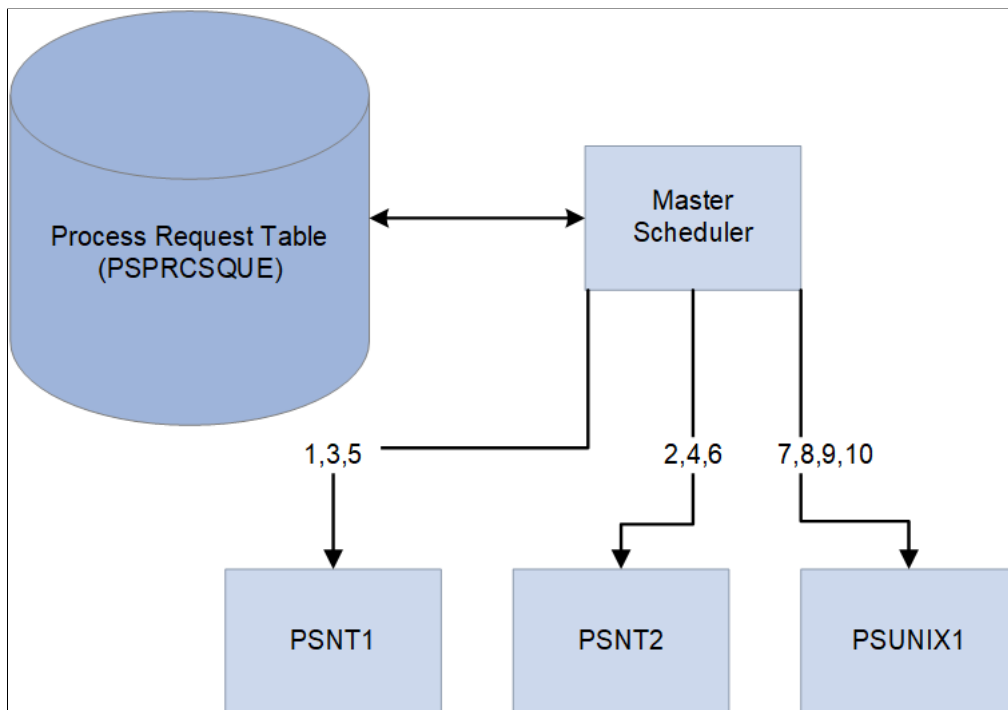 Process Request Table
(PSPRCSQUE)
Master
Scheduler
1,3,5
2,4,6
7,8,9,10
PSNT1
PSNT2
PSUNIX1